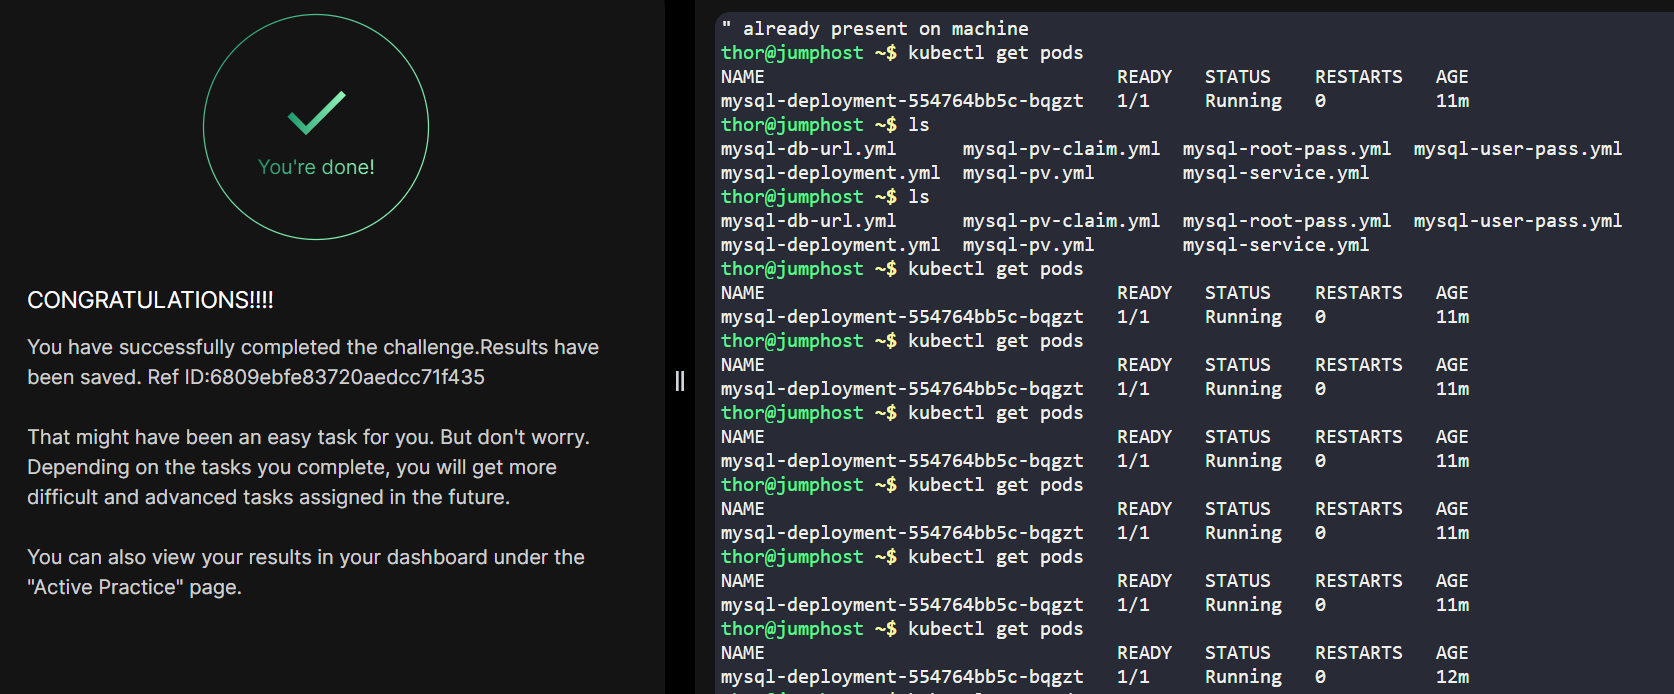 You're done!
CONGRATULATIONS!!!!
You have successfully completed the challenge.Results have
been saved. Ref ID:6809ebfe83720aedcc71f435
That might have been an easy task for you. But don't worry.
Depending on the tasks you complete, you will get more
difficult and advanced tasks assigned in the future.
You can also view your results in your dashboard under the
"Active Practice" page.
" already present on machine
thor@jumphost ~$ kubectl get pods
NAME READY STATUS RESTARTS AGE
mysql-deployment-554764bb5c-bqgzt 1/1 Running 0 11m
thor@jumphost ~$ ls
mysql-db-url.yml mysql-pv-claim.yml mysql-root-pass.yml mysql-user-pass.yml
mysql-deployment.yml mysql-pv.yml mysql-service.yml
thor@jumphost ~$ ls
mysql-db-url.yml mysql-pv-claim.yml mysql-root-pass.yml mysql-user-pass.yml
mysql-deployment.yml mysql-pv.yml mysql-service.yml
thor@jumphost ~$ kubectl get pods
NAME READY STATUS RESTARTS AGE
mysql-deployment-554764bb5c-bqgzt 1/1 Running 0 11m
thor@jumphost ~$ kubectl get pods
NAME READY STATUS RESTARTS AGE
mysql-deployment-554764bb5c-bqgzt 1/1 Running 0 11m
thor@jumphost ~$ kubectl get pods
NAME READY STATUS RESTARTS AGE
mysql-deployment-554764bb5c-bqgzt 1/1 Running 0 11m
thor@jumphost ~$ kubectl get pods
NAME READY STATUS RESTARTS AGE
mysql-deployment-554764bb5c-bqgzt 1/1 Running 0 11m
thor@jumphost ~$ kubectl get pods
NAME READY STATUS RESTARTS AGE
mysql-deployment-554764bb5c-bqgzt 1/1 Running 0 11m
thor@jumphost ~$ kubectl get pods
NAME READY STATUS RESTARTS AGE
mysql-deployment-554764bb5c-bqgzt 1/1 Running 0 12m